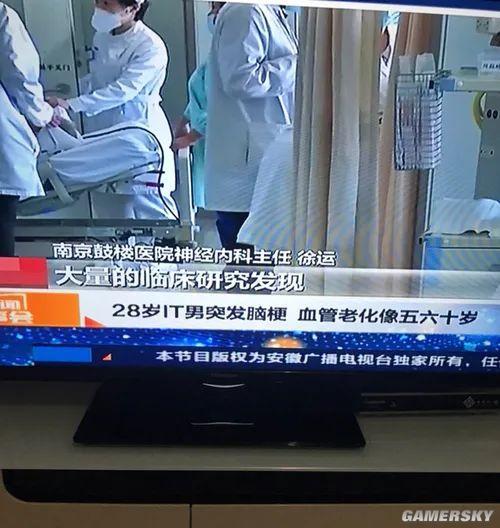 南京鼓楼医院神经内科主任 徐运
大量的临床研究发现
28岁IT男突发脑梗 血管老化像五六十岁
本节目版权为安徽广播电视台独家所有，任
GAMERSKY